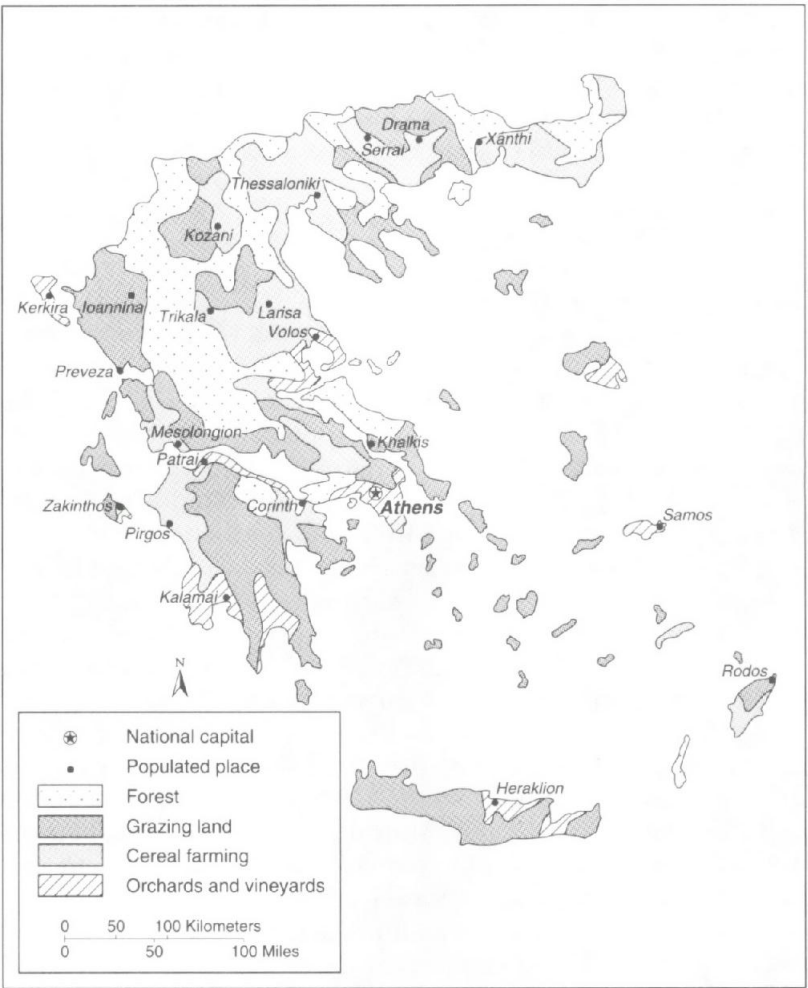 Drama
Serrai
Xánthi
Thessaloniki
Kozani
Kerkira
Ioannina
Trikala
Larisa
Volos
Preveza
Mesolongion
Khalkis
Patrai
Zakinthos
Corinth
Athens
Pirgos
Samos
Kalamai
N
Rodos
National capital
Populated place
Forest
Grazing land
Cereal farming
Orchards and vineyards
0 50 100 Kilometers
0 50 100 Miles
Heraklion